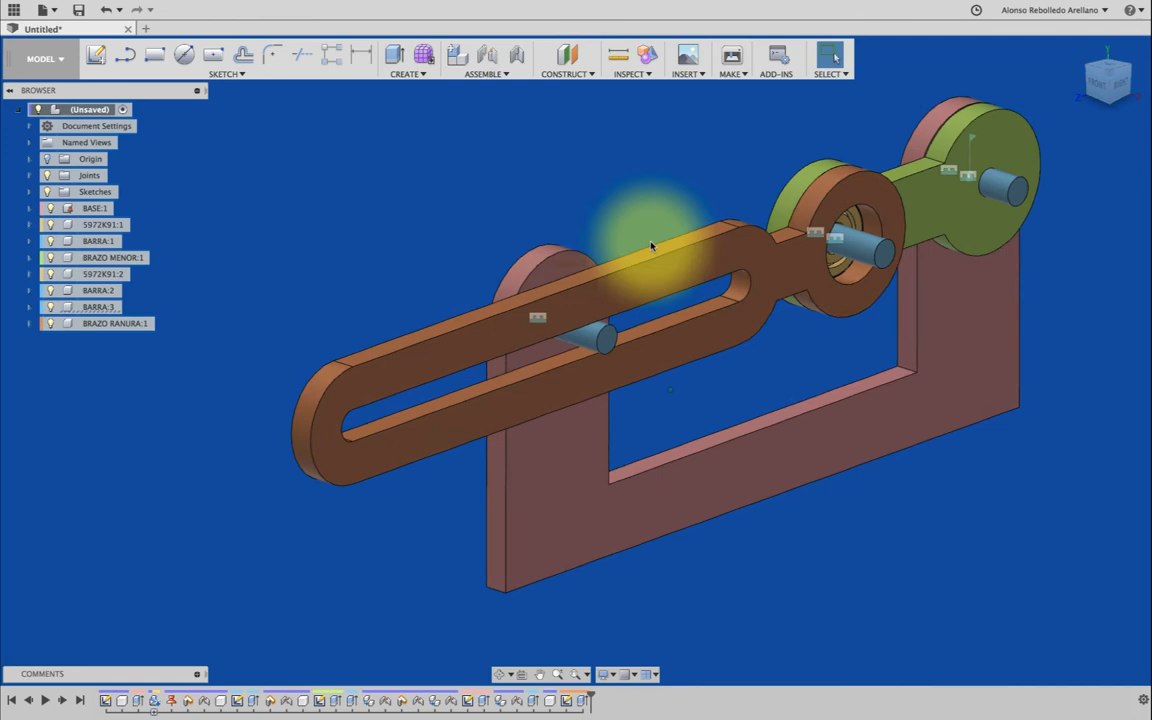 Alonso Rebolledo Arellano
Untitled*
MODEL
SKETCH
CREATE
ASSEMBLE
CONSTRUCT
INSPECT
INSERT
MAKE
ADD-INS
SELECT
BROWSER
(Unsaved)
Document Settings
Named Views
Origin
Joints
Sketches
BASE:1
5972K91:1
BARRA:1
BRAZO MENOR:1
5972K91:2
BARRA:2
BARRA:3
BRAZO RANURA:1
FRONT
RIGHT
Y
Z
COMMENTS